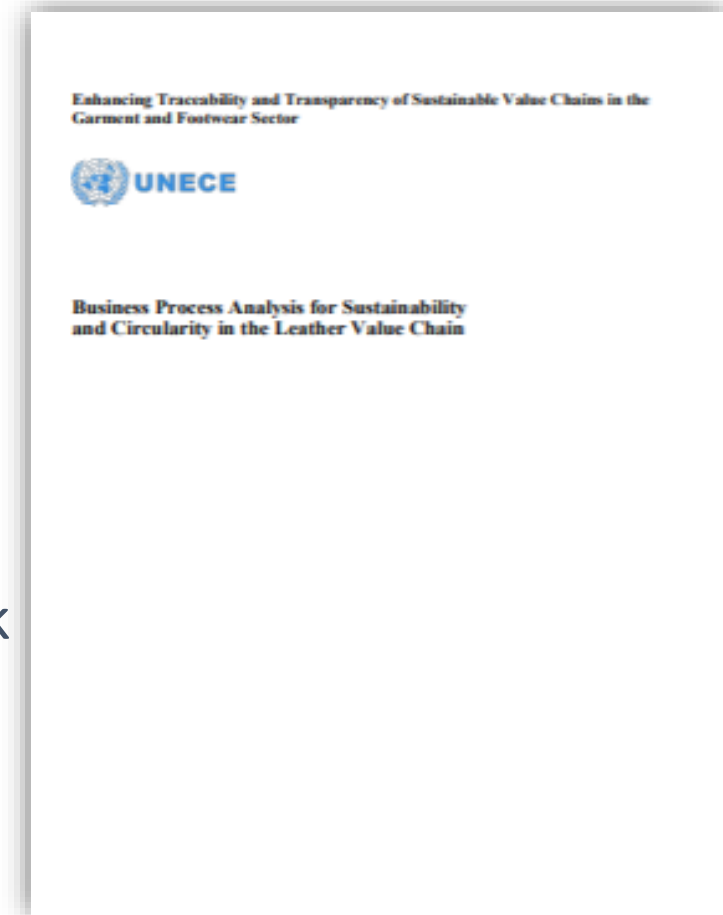 Enhancing Traceability and Transparency of Sustainable Value Chains in the
Garment and Footwear Sector
UNECE
Business Process Analysis for Sustainability
and Circularity in the Leather Value Chain